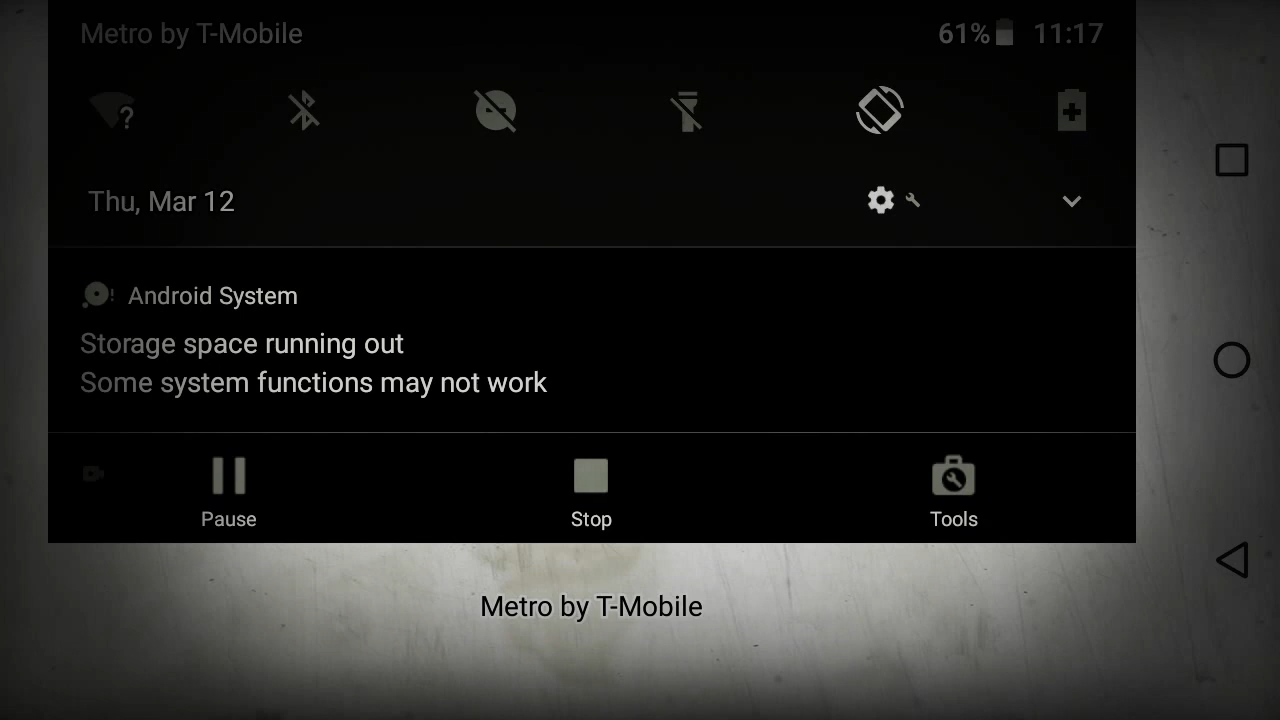 Metro by T-Mobile 61% 11:17
?
Thu, Mar 12
! Android System
Storage space running out
Some system functions may not work
Pause Stop Tools
Metro by T-Mobile